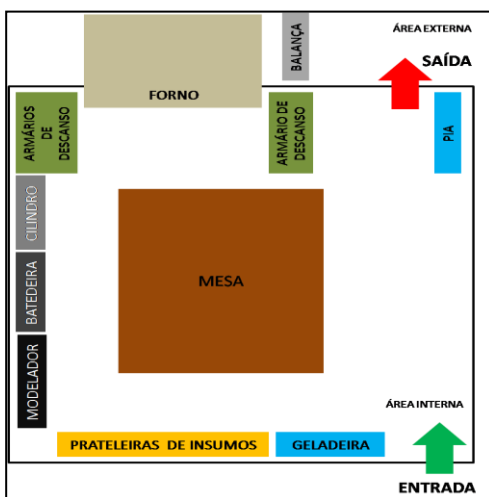 ÁREA EXTERNA
SAÍDA
BALANÇA
FORNO
ARMÁRIOS
DE
DESCANSO
ARMÁRIO DE
DESCANSO
PIA
CILINDRO
BATEDEIRA
MODELADOR
MESA
ÁREA INTERNA
PRATELEIRAS DE INSUMOS
GELADEIRA
ENTRADA